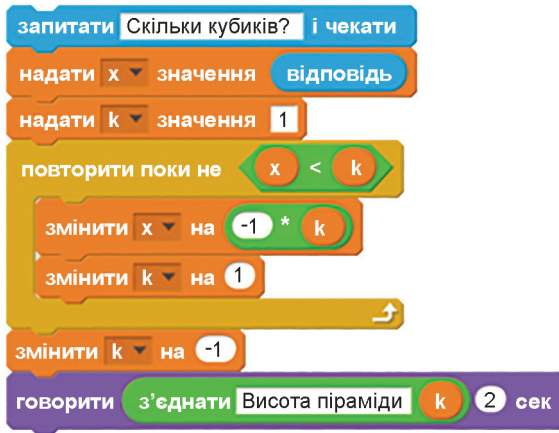 запитати Скільки кубиків? і чекати
надати x значення відповідь
надати k значення 1
повторити поки не x < k
змінити x на -1 * k
змінити k на 1
змінити k на -1
говорити з'єднати Висота піраміди k 2 сек